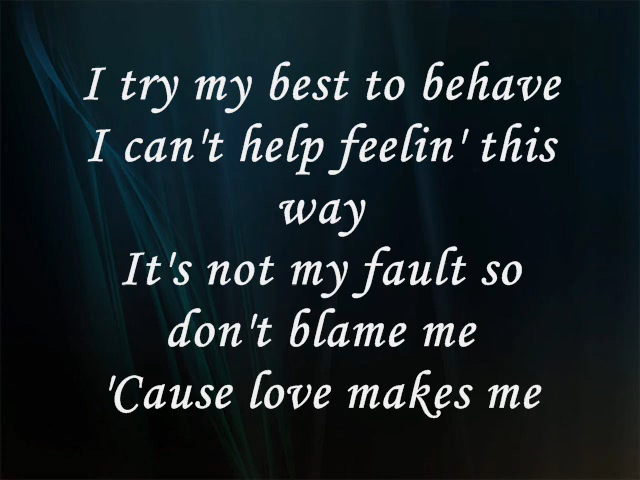 I try my best to behave
I can't help feelin' this
way
It's not my fault so
don't blame me
'Cause love makes me